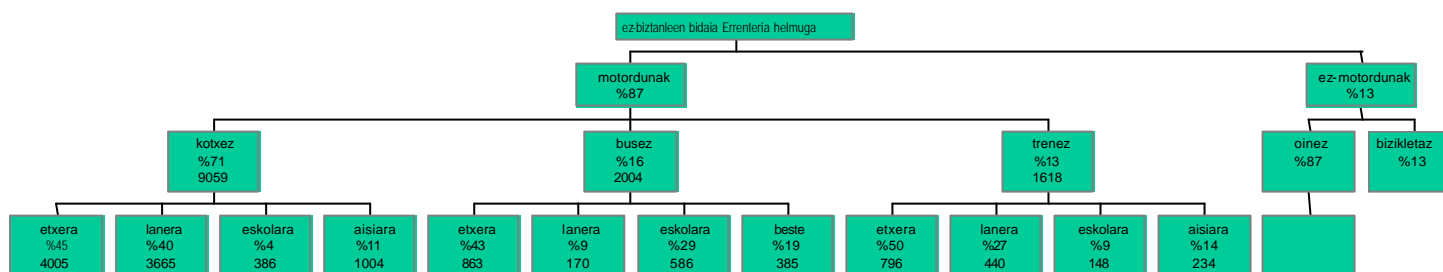 ez-biztanleen bidaia Errenteria helmuga
motordunak
%87
ez-motordunak
%13
kotxez
%71
9059
busez
%16
2004
trenez
%13
1618
oinez
%87
bizikletaz
%13
etxera
%45
4005
lanera
%40
3665
eskolara
%4
386
aisiara
%11
1004
etxera
%43
863
lanera
%9
170
eskolara
%29
586
beste
%19
385
etxera
%50
796
lanera
%27
440
eskolara
%9
148
aisiara
%14
234